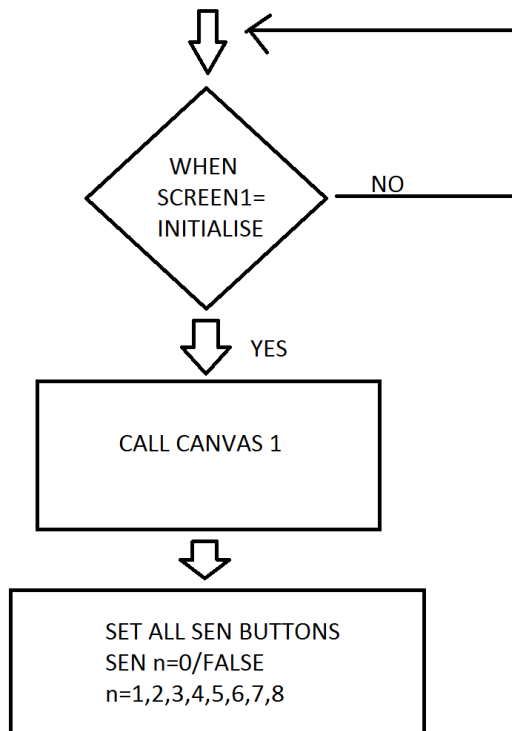 WHEN
SCREEN1=
INITIALISE
NO
YES
CALL CANVAS 1
SET ALL SEN BUTTONS
SEN n=0/FALSE
n=1,2,3,4,5,6,7,8